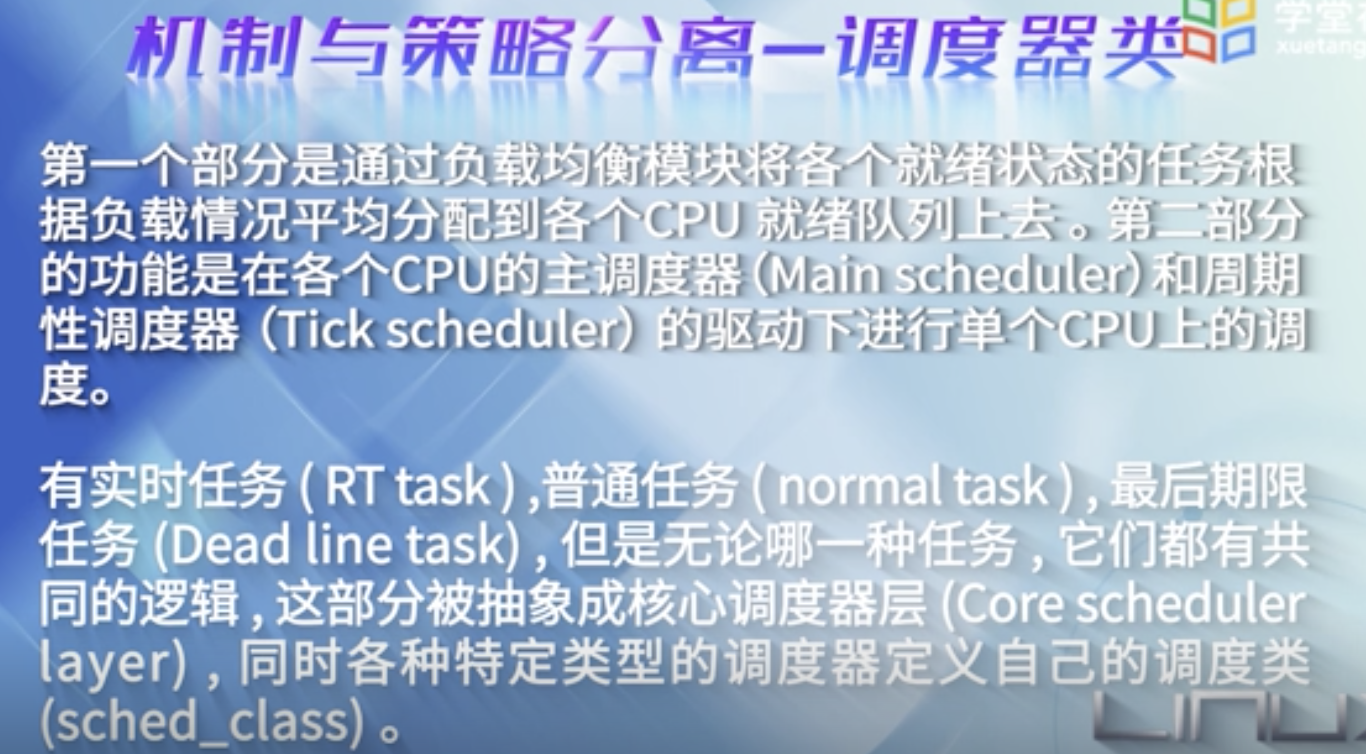 机制与策略分离—调度器类
学堂
xuetang
第一个部分是通过负载均衡模块将各个就绪状态的任务根
据负载情况平均分配到各个CPU 就绪队列上去。第二部分
的功能是在各个CPU的主调度器(Main scheduler)和周期
性调度器（Tick scheduler）的驱动下进行单个CPU上的调
度。
有实时任务 ( RT task ) ,普通任务 ( normal task ) , 最后期限
任务 (Dead line task) , 但是无论哪一种任务 , 它们都有共
同的逻辑 , 这部分被抽象成核心调度器层 (Core scheduler
layer) , 同时各种特定类型的调度器定义自己的调度类
(sched_class) 。